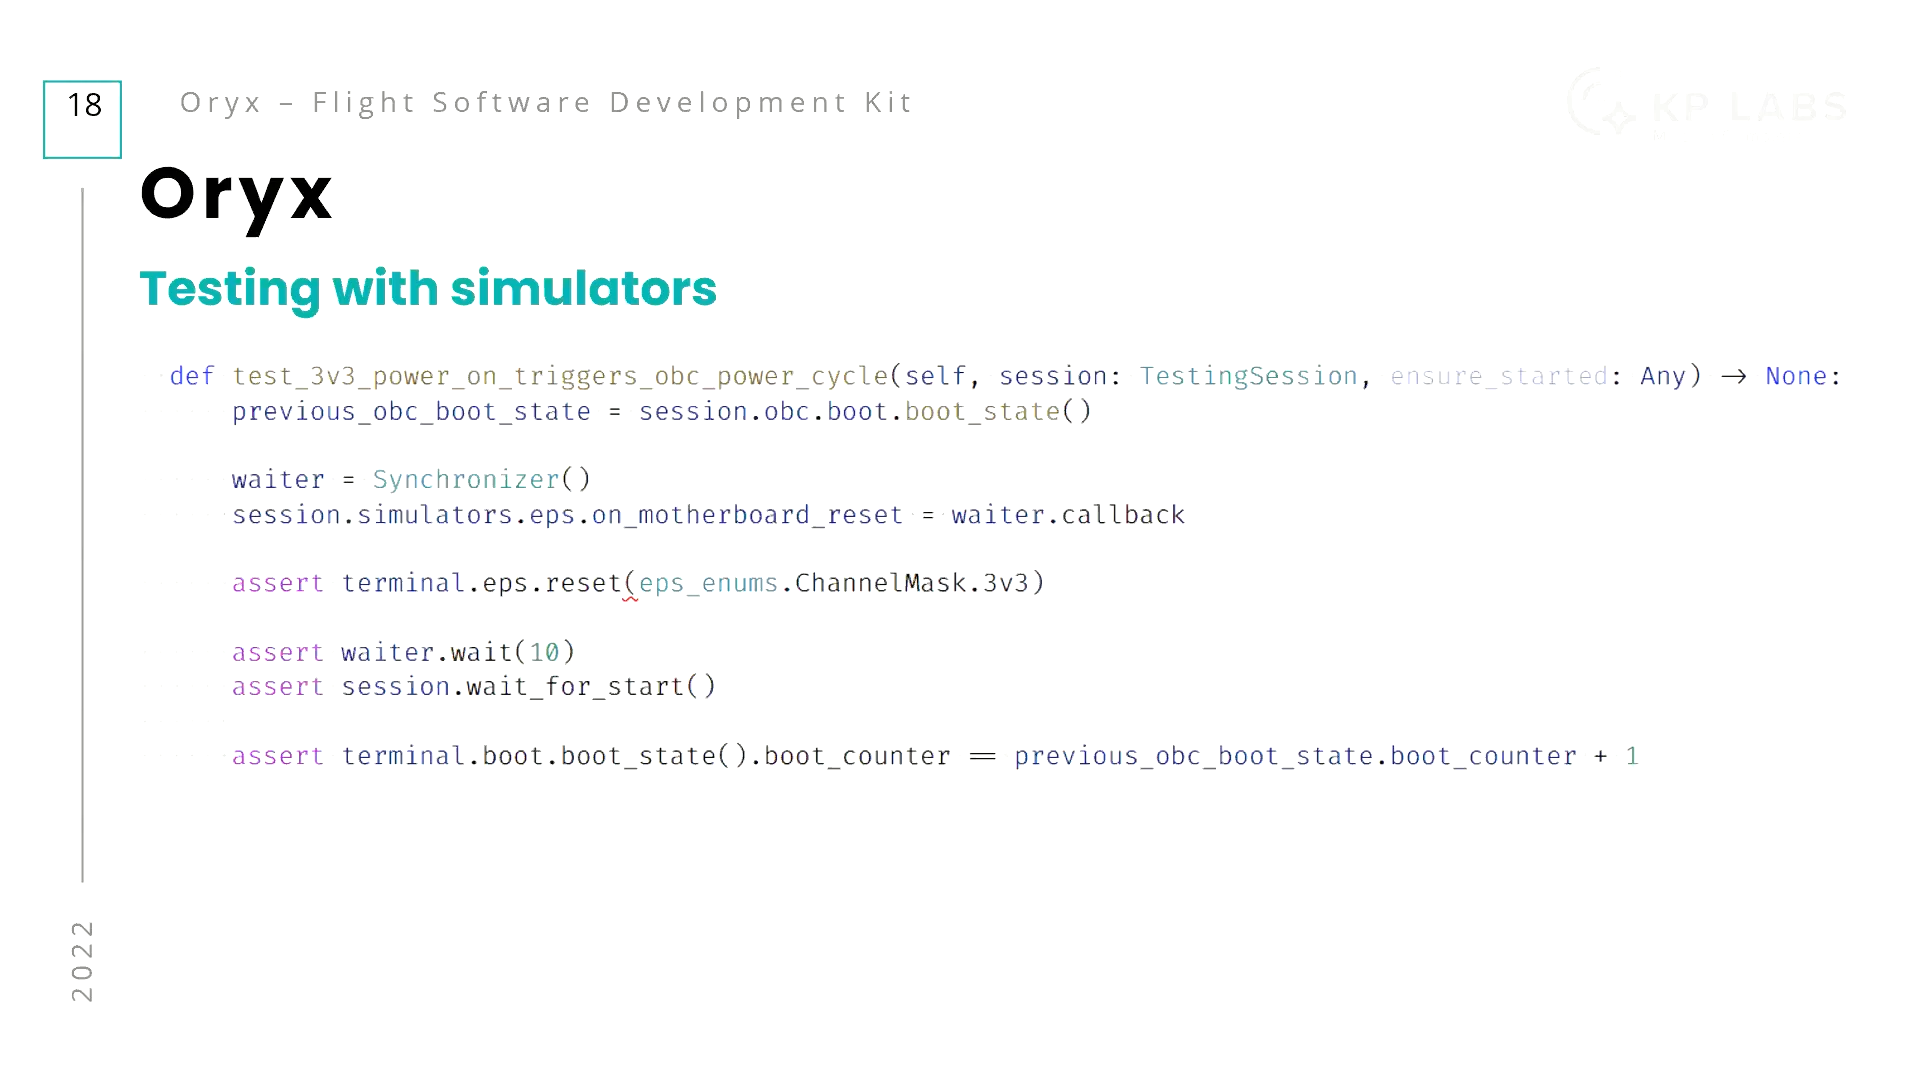 18
Oryx – Flight Software Development Kit
KP LABS
Oryx
Testing with simulators
def test_3v3_power_on_triggers_obc_power_cycle(self, session: TestingSession, ensure_started: Any) → None:
    previous_obc_boot_state = session.obc.boot.boot_state()
    waiter = Synchronizer()
    session.simulators.eps.on_motherboard_reset = waiter.callback
    assert terminal.eps.reset(eps_enums.ChannelMask.3v3)
    assert waiter.wait(10)
    assert session.wait_for_start()
    assert terminal.boot.boot_state().boot_counter == previous_obc_boot_state.boot_counter + 1
2022